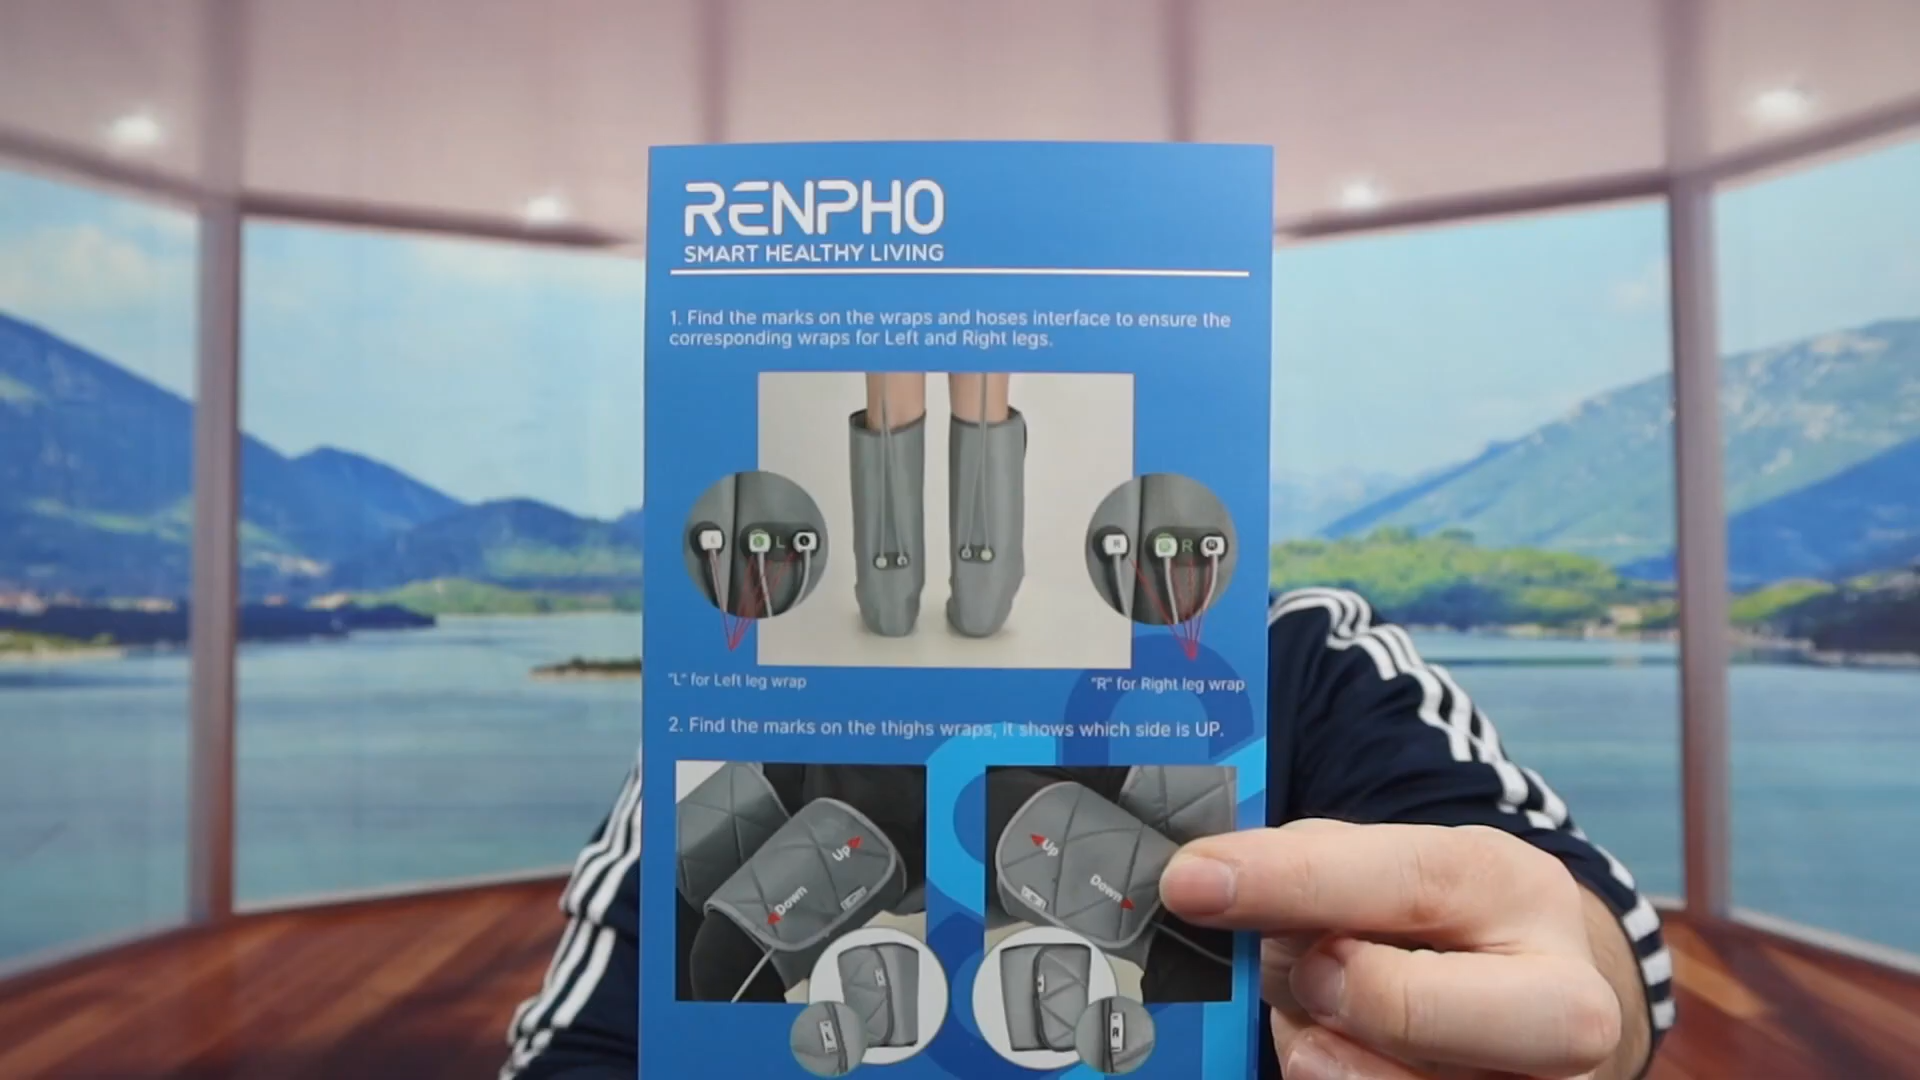 RENPHO
SMART HEALTHY LIVING
1. Find the marks on the wraps and hoses interface to ensure the
corresponding wraps for Left and Right legs.
L
R
R
"L" for Left leg wrap
"R" for Right leg wrap
2. Find the marks on the thighs wraps, it shows which side is UP.
Up
Down
Up
Down
L
R